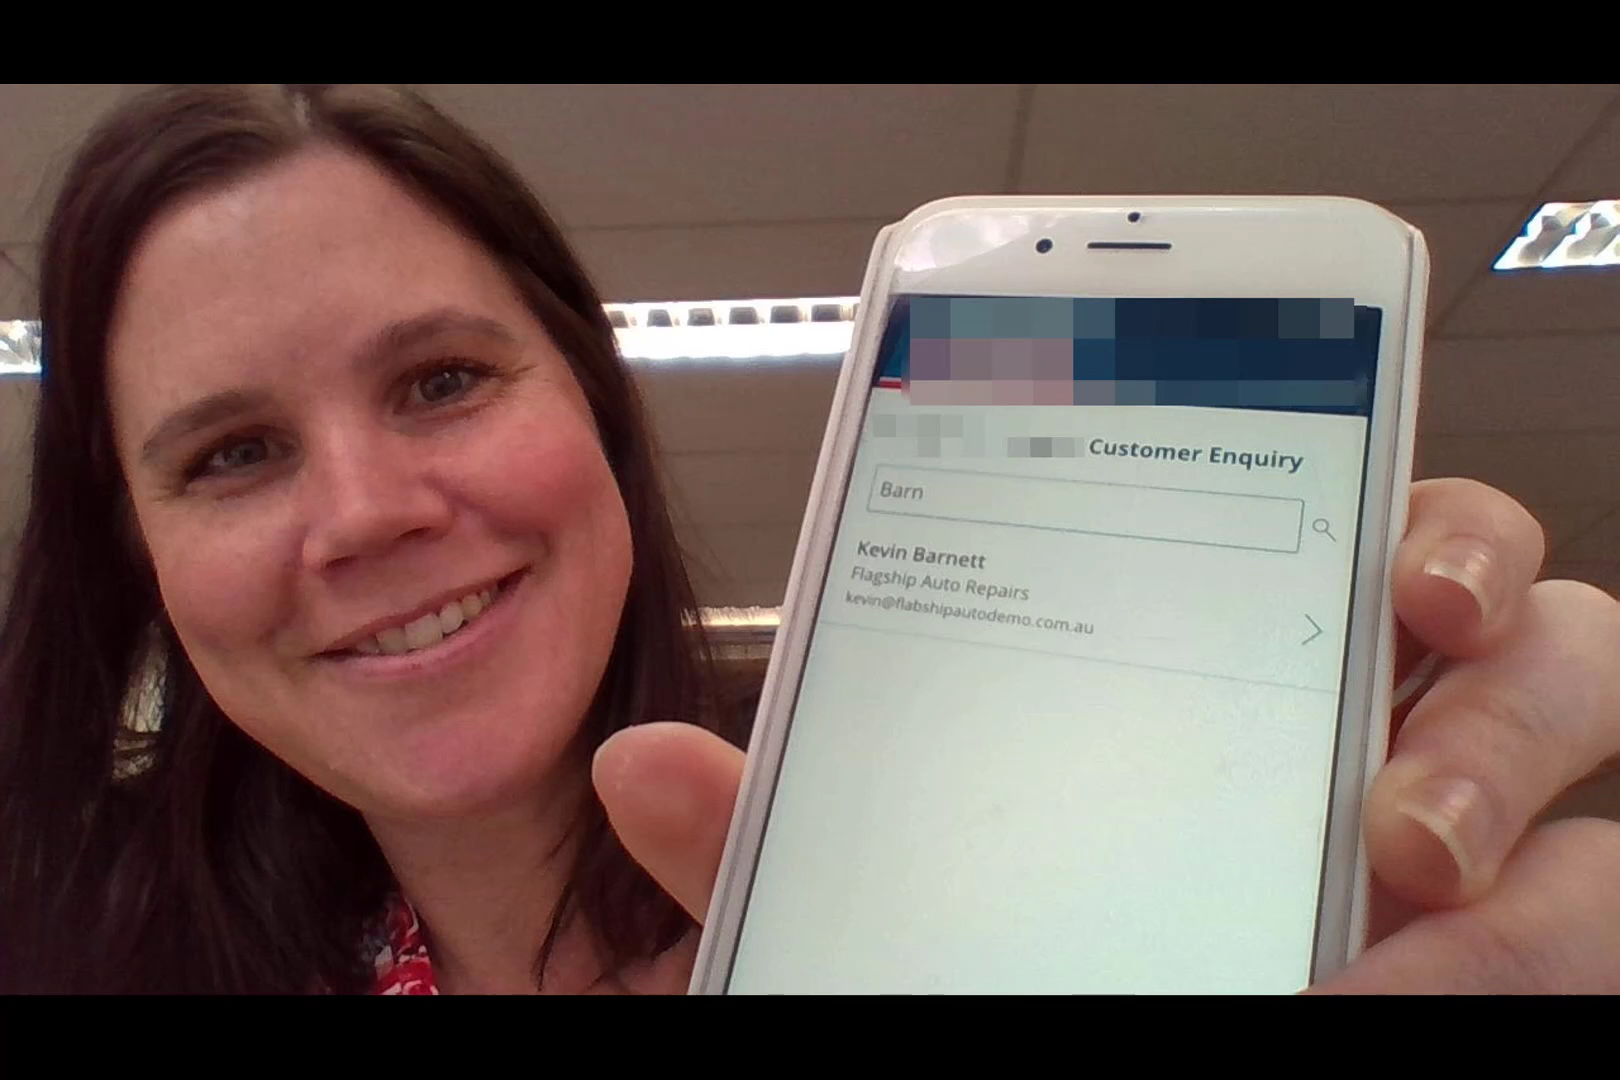 Customer Enquiry
Barn
Kevin Barnett
Flagship Auto Repairs
kevin@flabshipautodemo.com.au